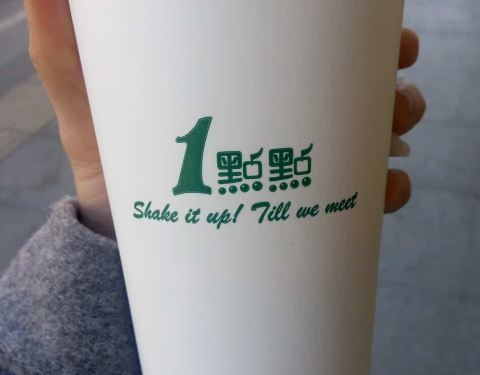 1點點
Shake it up! Till we meet